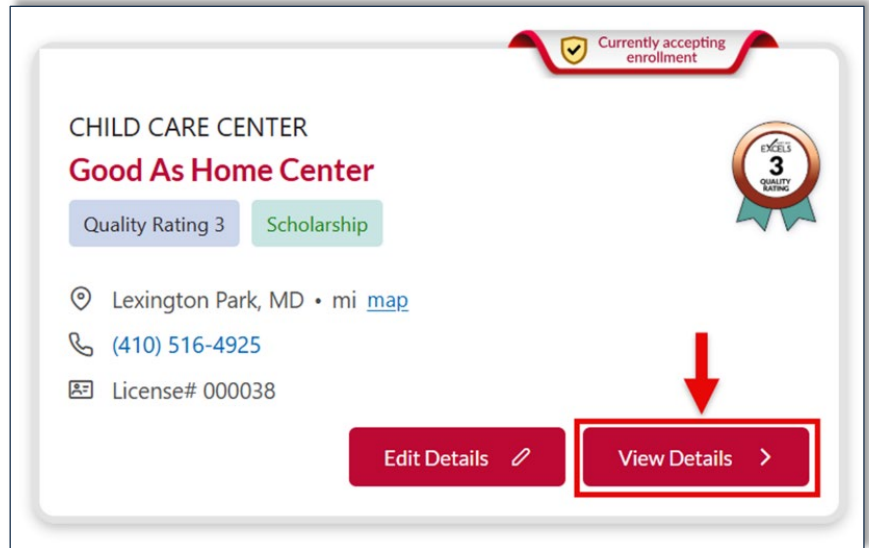 Currently accepting
enrollment
CHILD CARE CENTER
Good As Home Center
EXCELS
3
QUALITY
RATING
Quality Rating 3
Scholarship
Lexington Park, MD • mi map
(410) 516-4925
License# 000038
Edit Details
View Details